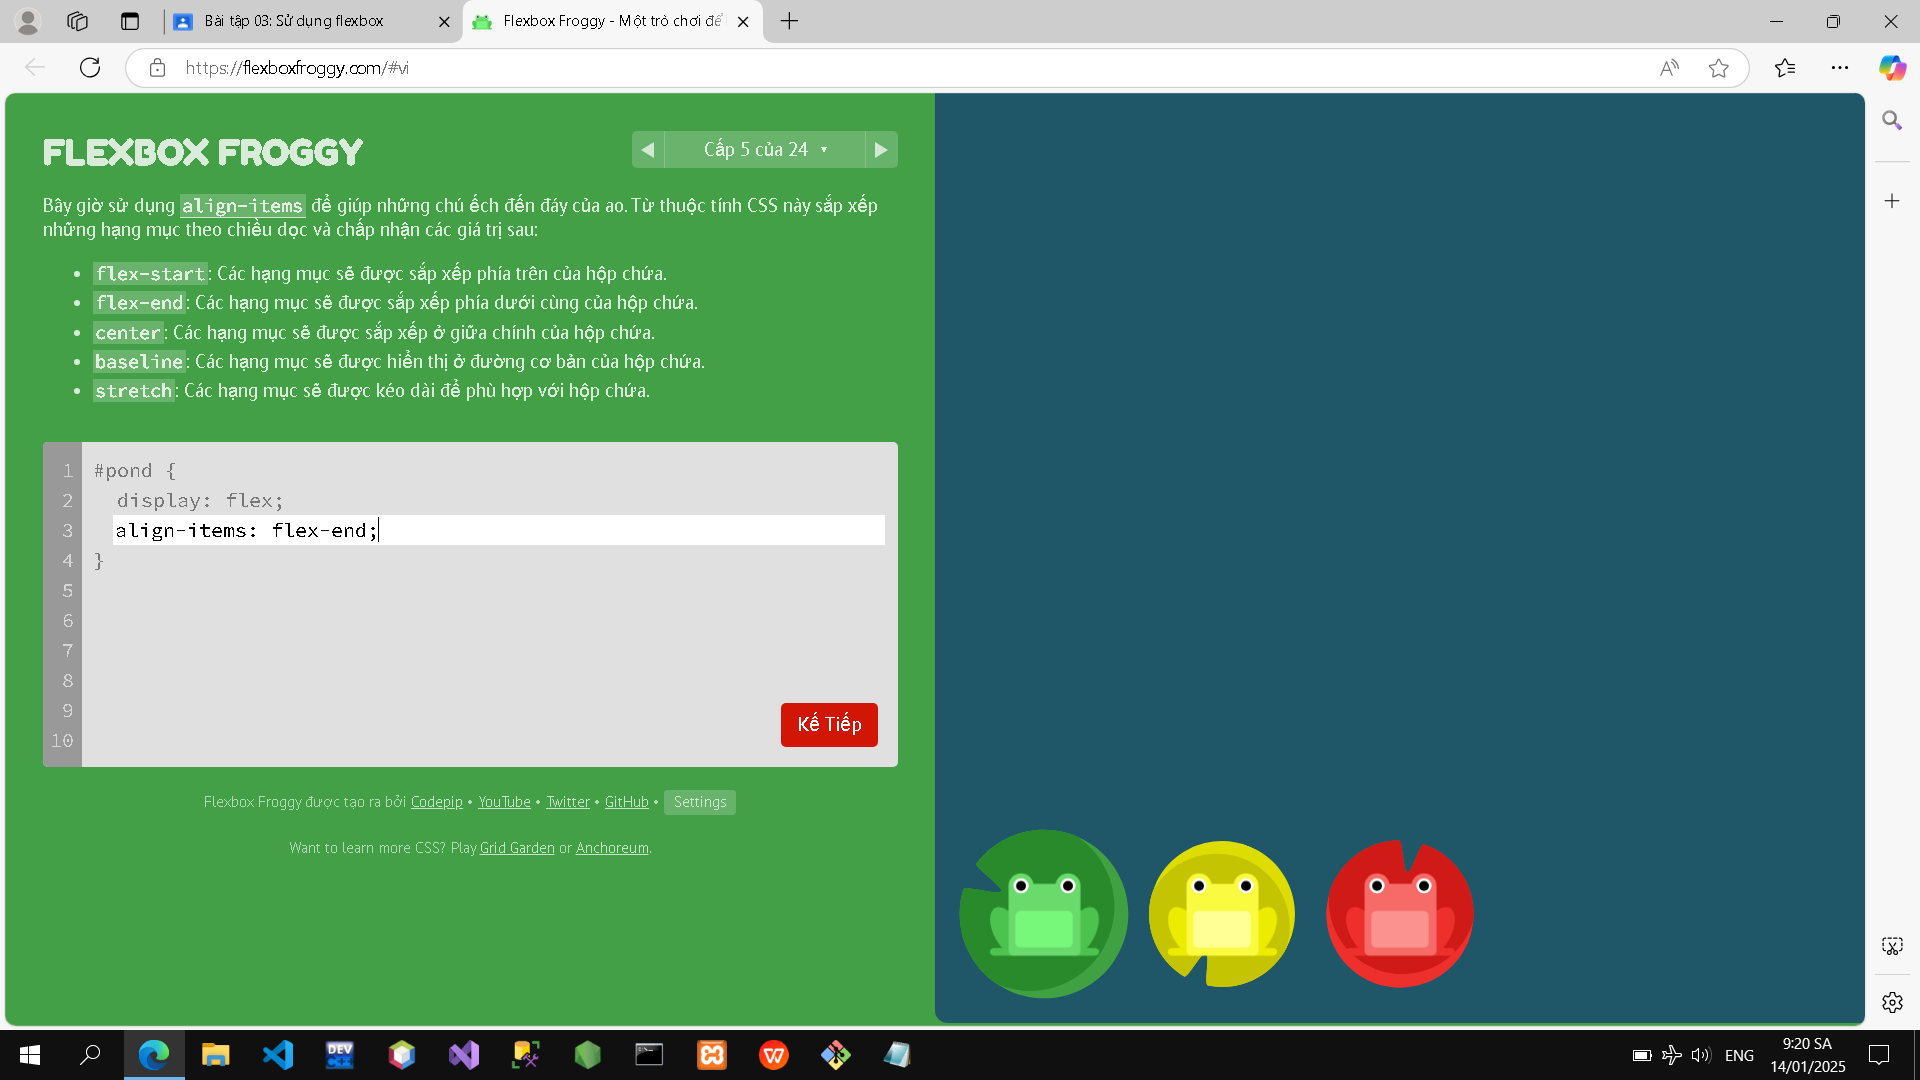 Bài tập 03: Sử dụng flexbox
Flexbox Froggy - Một trò chơi để
https://flexboxfroggy.com/#vi
FLEXBOX FROGGY
Cấp 5 của 24
Bây giờ sử dụng align-items để giúp những chú ếch đến đáy của ao. Từ thuộc tính CSS này sắp xếp
những hạng mục theo chiều dọc và chấp nhận các giá trị sau:
• flex-start: Các hạng mục sẽ được sắp xếp phía trên của hộp chứa.
• flex-end: Các hạng mục sẽ được sắp xếp phía dưới cùng của hộp chứa.
• center: Các hạng mục sẽ được sắp xếp ở giữa chính của hộp chứa.
• baseline: Các hạng mục sẽ được hiển thị ở đường cơ bản của hộp chứa.
• stretch: Các hạng mục sẽ được kéo dài để phù hợp với hộp chứa.
1 #pond {
2 display: flex;
3 align-items: flex-end;
4 }
5
6
7
8
9
10
Kế Tiếp
Flexbox Froggy được tạo ra bởi Codepip • YouTube • Twitter • GitHub • Settings
Want to learn more CSS? Play Grid Garden or Anchoreum.
DEV C++
ENG
9:20 SA
14/01/2025